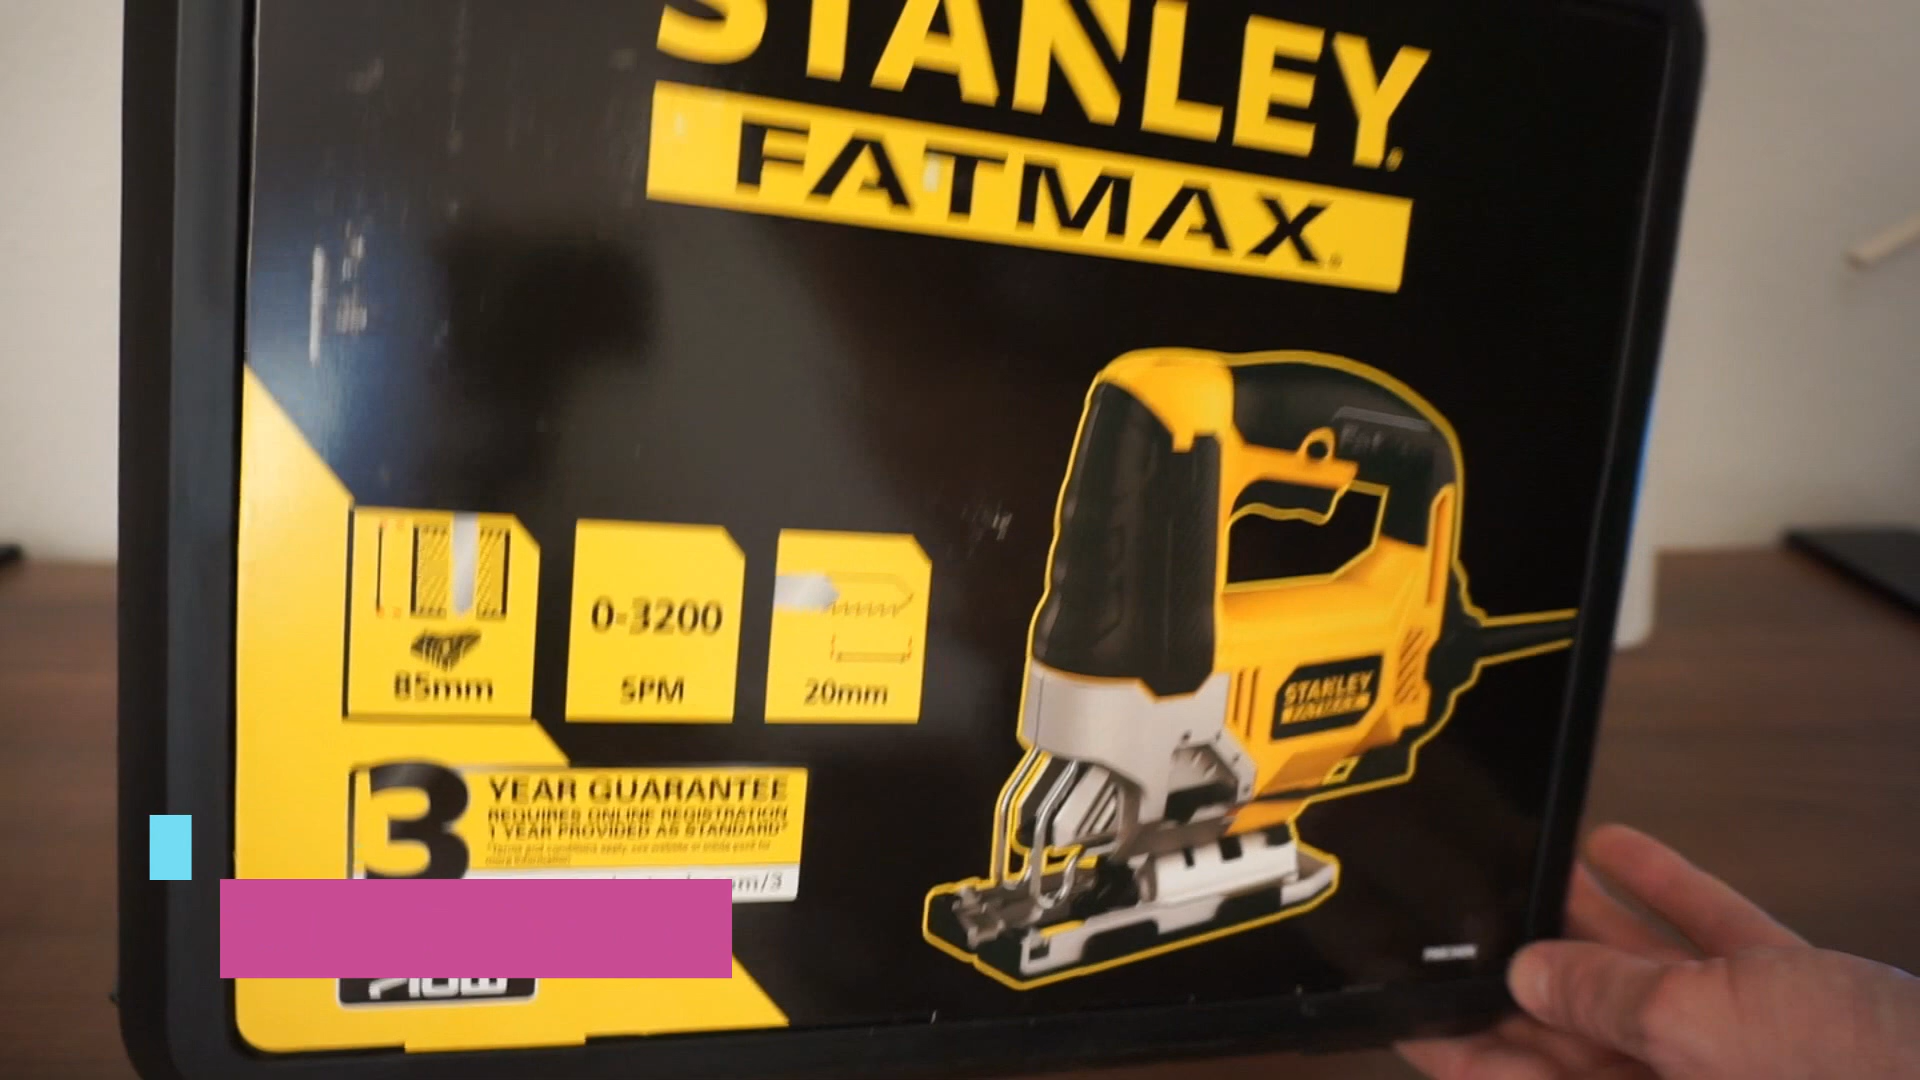 STANLEY
FATMAX
85mm
0-3200
SPM
20mm
3
YEAR GUARANTEE
REQUIRES ONLINE REGISTRATION
1 YEAR PROVIDED AS STANDARD*
STANLEY
FATMAX